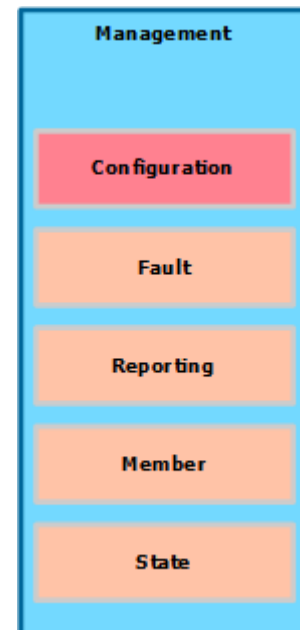 Management
Configuration
Fault
Reporting
Member
State